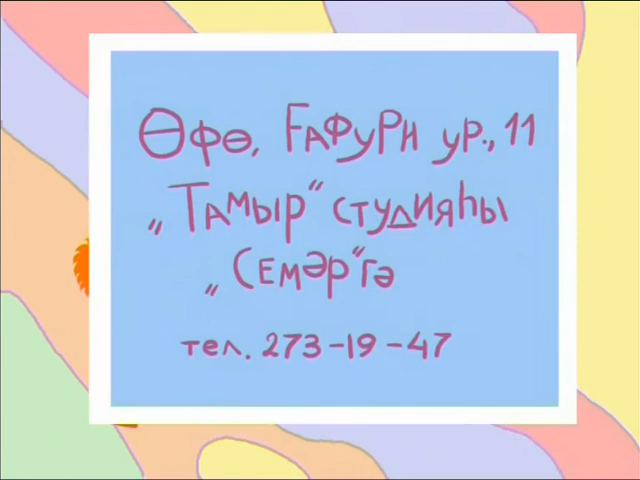 Өфө, Ғафури ур., 11
„Тамыр“ студияһы
„Семәр“гә
тел. 273-19-47